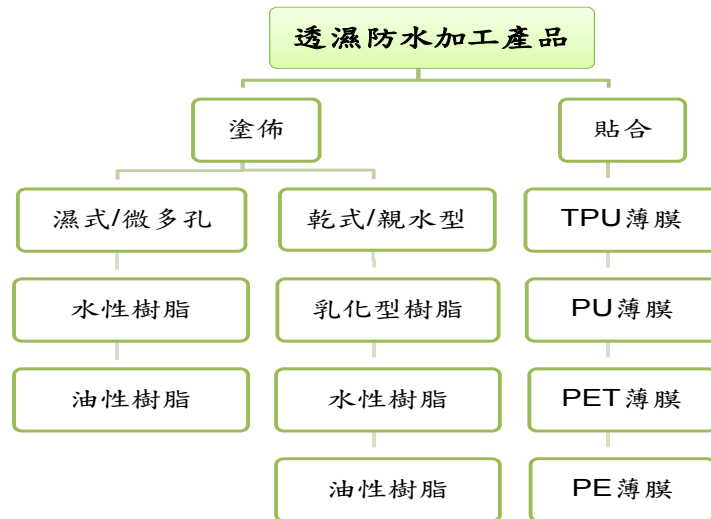 透濕防水加工產品
塗佈
貼合
濕式/微多孔
乾式/親水型
TPU薄膜
水性樹脂
乳化型樹脂
PU薄膜
油性樹脂
水性樹脂
PET薄膜
油性樹脂
PE薄膜